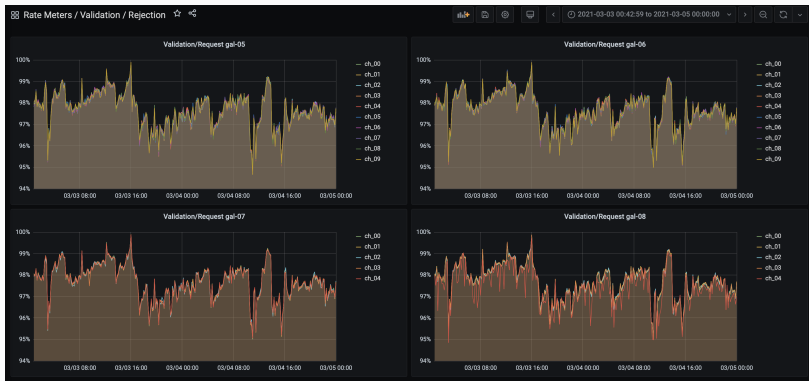 Rate Meters / Validation / Rejection
2021-03-03 00:42:59 to 2021-03-05 00:00:00
Validation/Request gal-05
100%
99%
98%
97%
96%
95%
94%
03/03 08:00 03/03 16:00 03/04 00:00 03/04 08:00 03/04 16:00 03/05 00:00
ch_00
ch_01
ch_02
ch_03
ch_04
ch_05
ch_06
ch_07
ch_08
ch_09
Validation/Request gal-06
100%
99%
98%
97%
96%
95%
94%
03/03 08:00 03/03 16:00 03/04 00:00 03/04 08:00 03/04 16:00 03/05 00:00
ch_00
ch_01
ch_02
ch_03
ch_04
ch_05
ch_06
ch_07
ch_08
ch_09
Validation/Request gal-07
100%
99%
98%
97%
96%
95%
94%
03/03 08:00 03/03 16:00 03/04 00:00 03/04 08:00 03/04 16:00 03/05 00:00
ch_00
ch_01
ch_02
ch_03
ch_04
Validation/Request gal-08
100%
99%
98%
97%
96%
95%
94%
03/03 08:00 03/03 16:00 03/04 00:00 03/04 08:00 03/04 16:00 03/05 00:00
ch_00
ch_01
ch_02
ch_03
ch_04